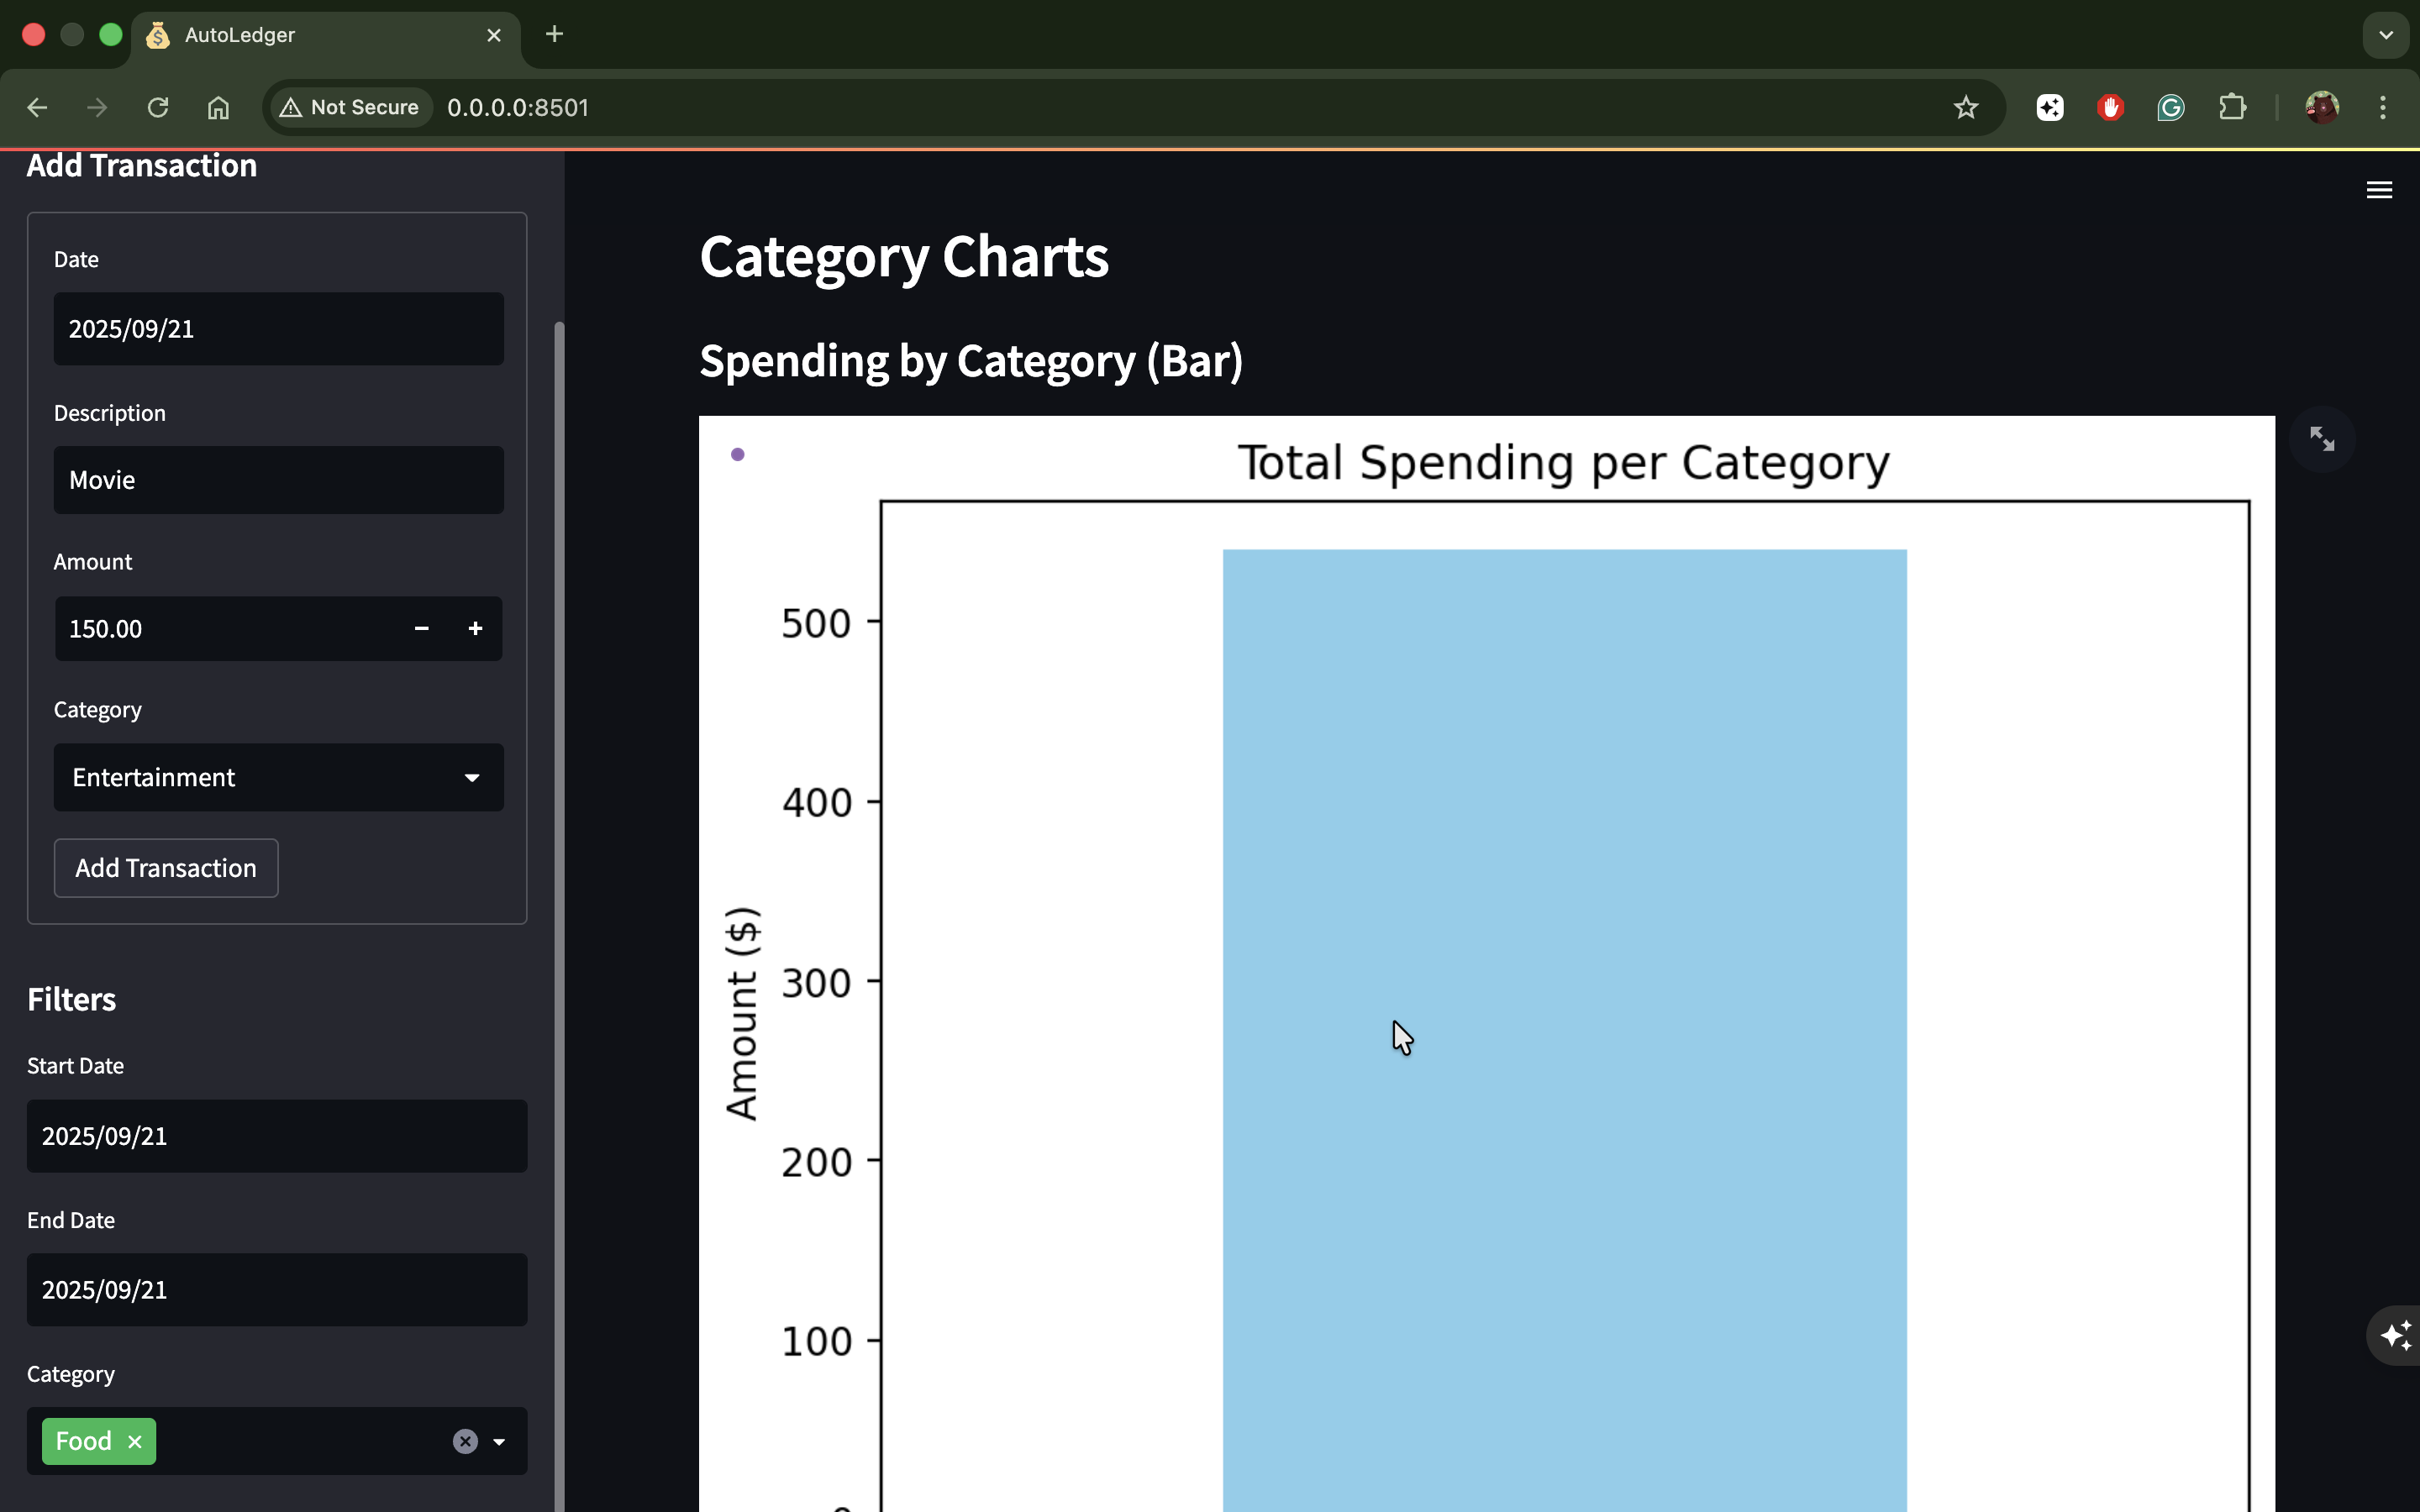 AutoLedger
Not Secure
0.0.0.0:8501
Add Transaction
Date
2025/09/21
Description
Movie
Amount
150.00
Category
Entertainment
Add Transaction
Filters
Start Date
2025/09/21
End Date
2025/09/21
Category
Food
Category Charts
Spending by Category (Bar)
Total Spending per Category
500
400
300
200
100
Amount ($)